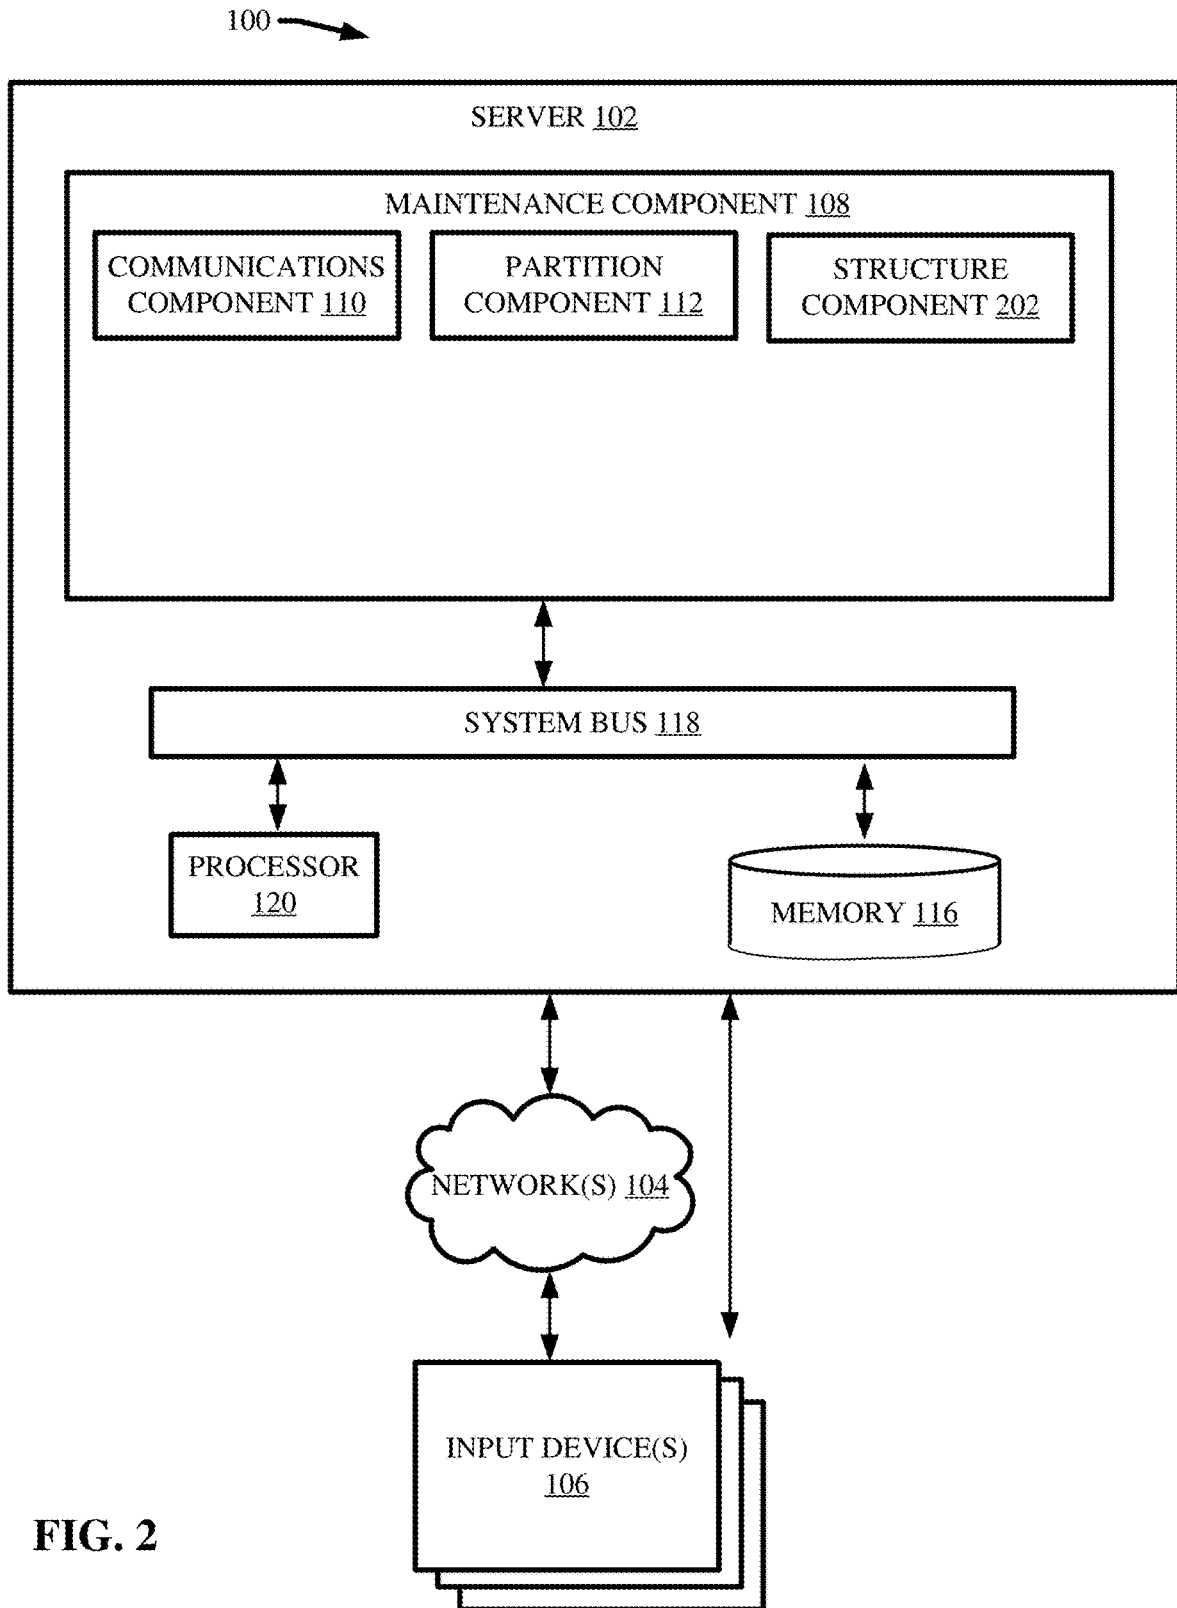 100
SERVER 102
MAINTENANCE COMPONENT 108
COMMUNICATIONS
COMPONENT 110
PARTITION
COMPONENT 112
STRUCTURE
COMPONENT 202
SYSTEM BUS 118
PROCESSOR
120
MEMORY 116
NETWORK(S) 104
INPUT DEVICE(S)
106
FIG. 2